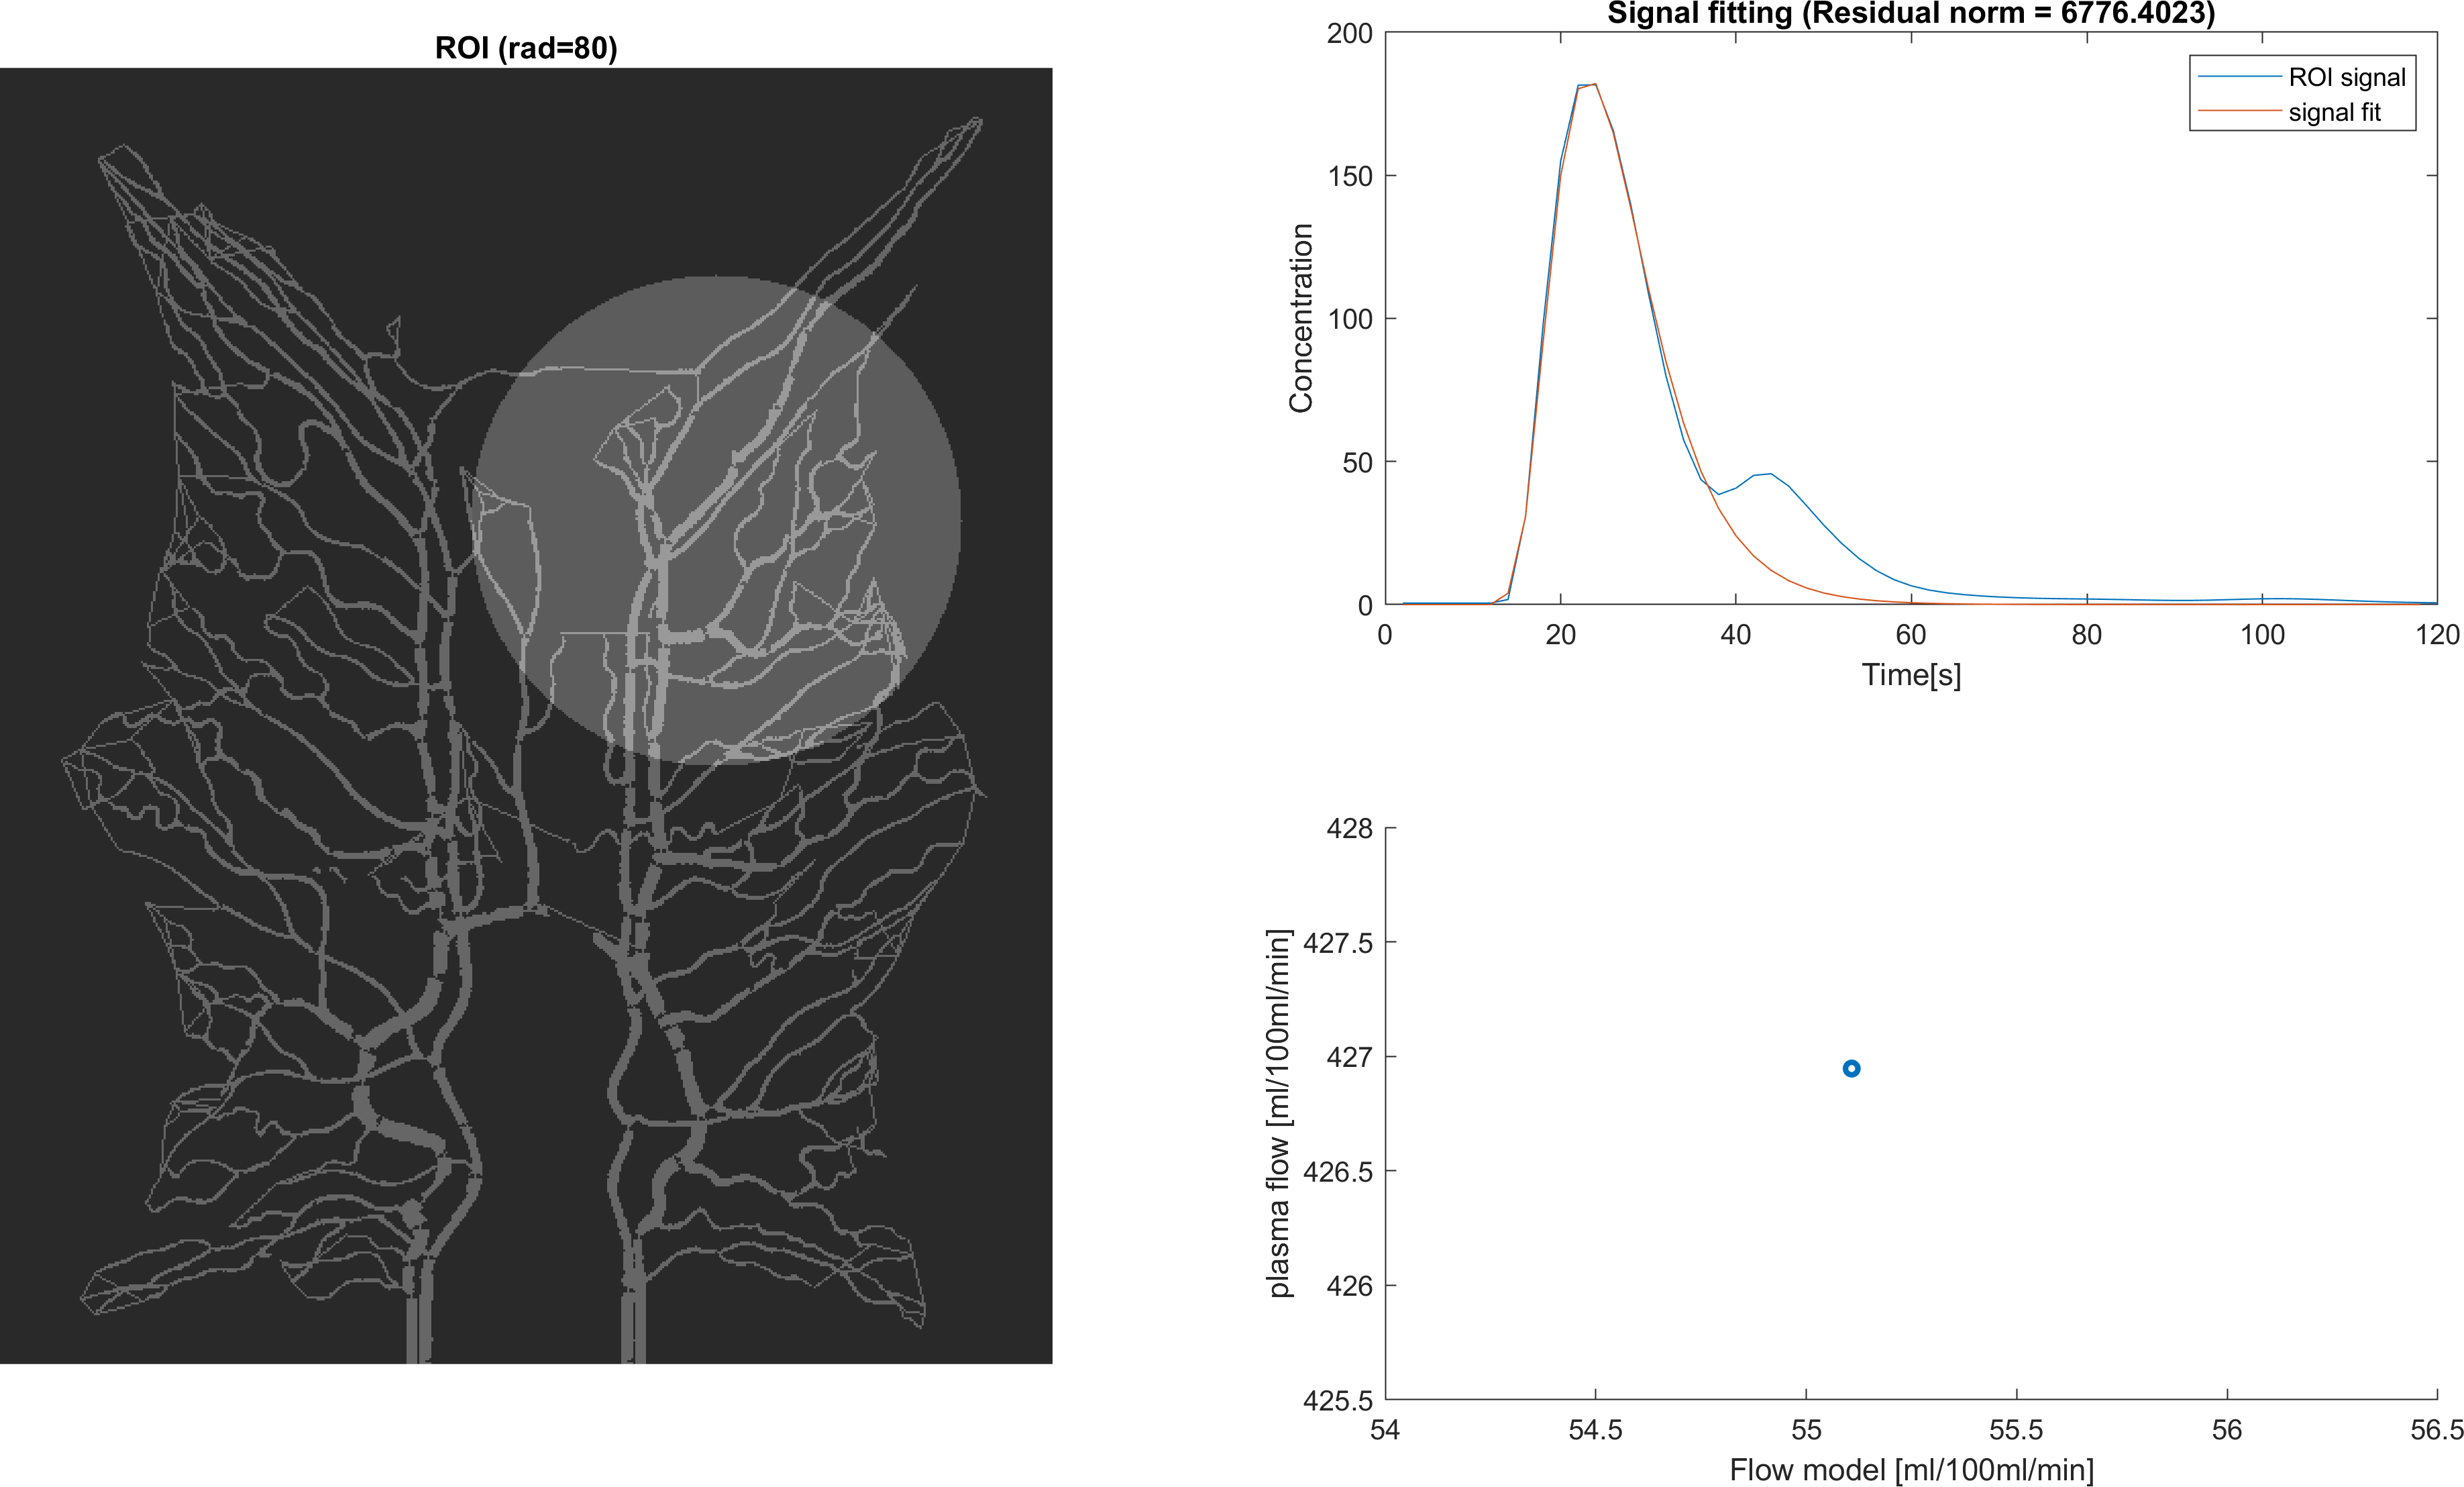 ROI (rad=80)
Signal fitting (Residual norm = 6776.4023)
200
150
100
50
0
Concentration
ROI signal
signal fit
0 20 40 60 80 100 120
Time[s]
428
427.5
427
426.5
426
425.5
plasma flow [ml/100ml/min]
54 54.5 55 55.5 56 56.5
Flow model [ml/100ml/min]